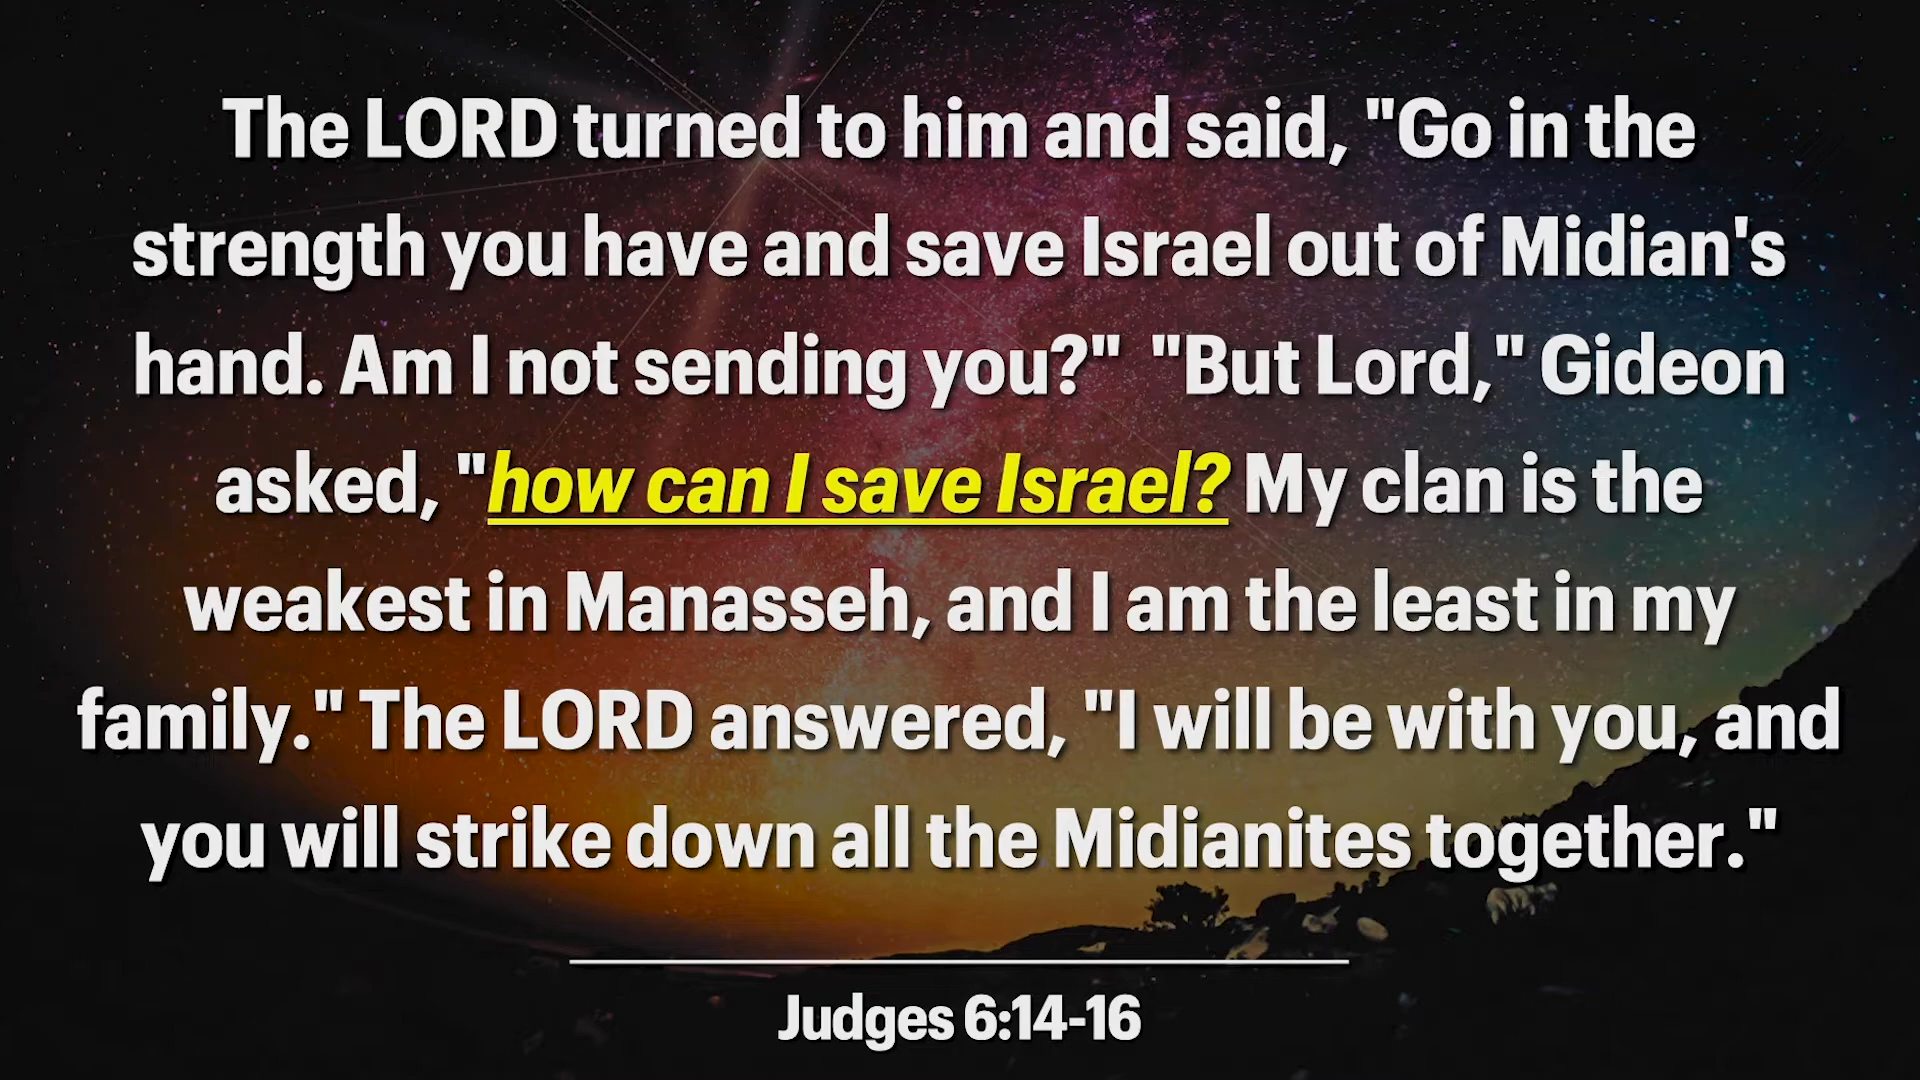 The LORD turned to him and said, "Go in the
strength you have and save Israel out of Midian's
hand. Am I not sending you?"  "But Lord," Gideon
asked, "how can I save Israel? My clan is the
weakest in Manasseh, and I am the least in my
family." The LORD answered, "I will be with you, and
you will strike down all the Midianites together."
Judges 6:14-16